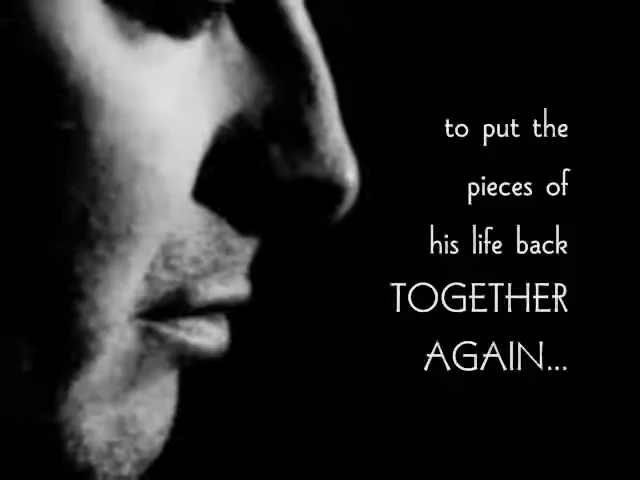 to put the
pieces of
his life back
TOGETHER
AGAIN...